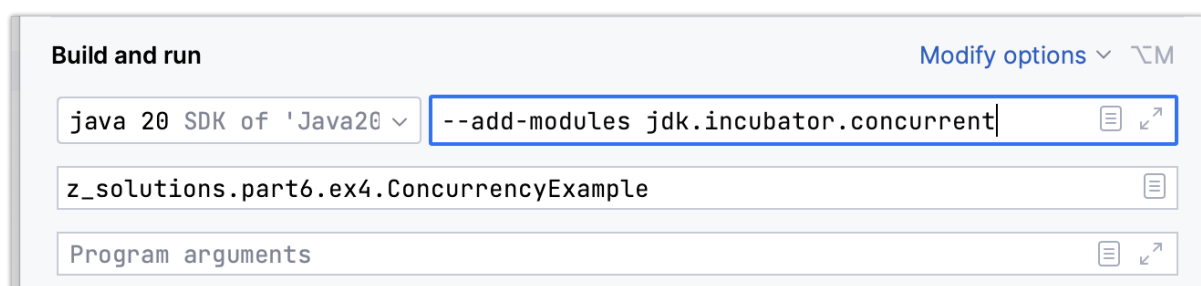 Build and run
Modify options ⌥M
java 20 SDK of 'Java20 --add-modules jdk.incubator.concurrent
z_solutions.part6.ex4.ConcurrencyExample
Program arguments